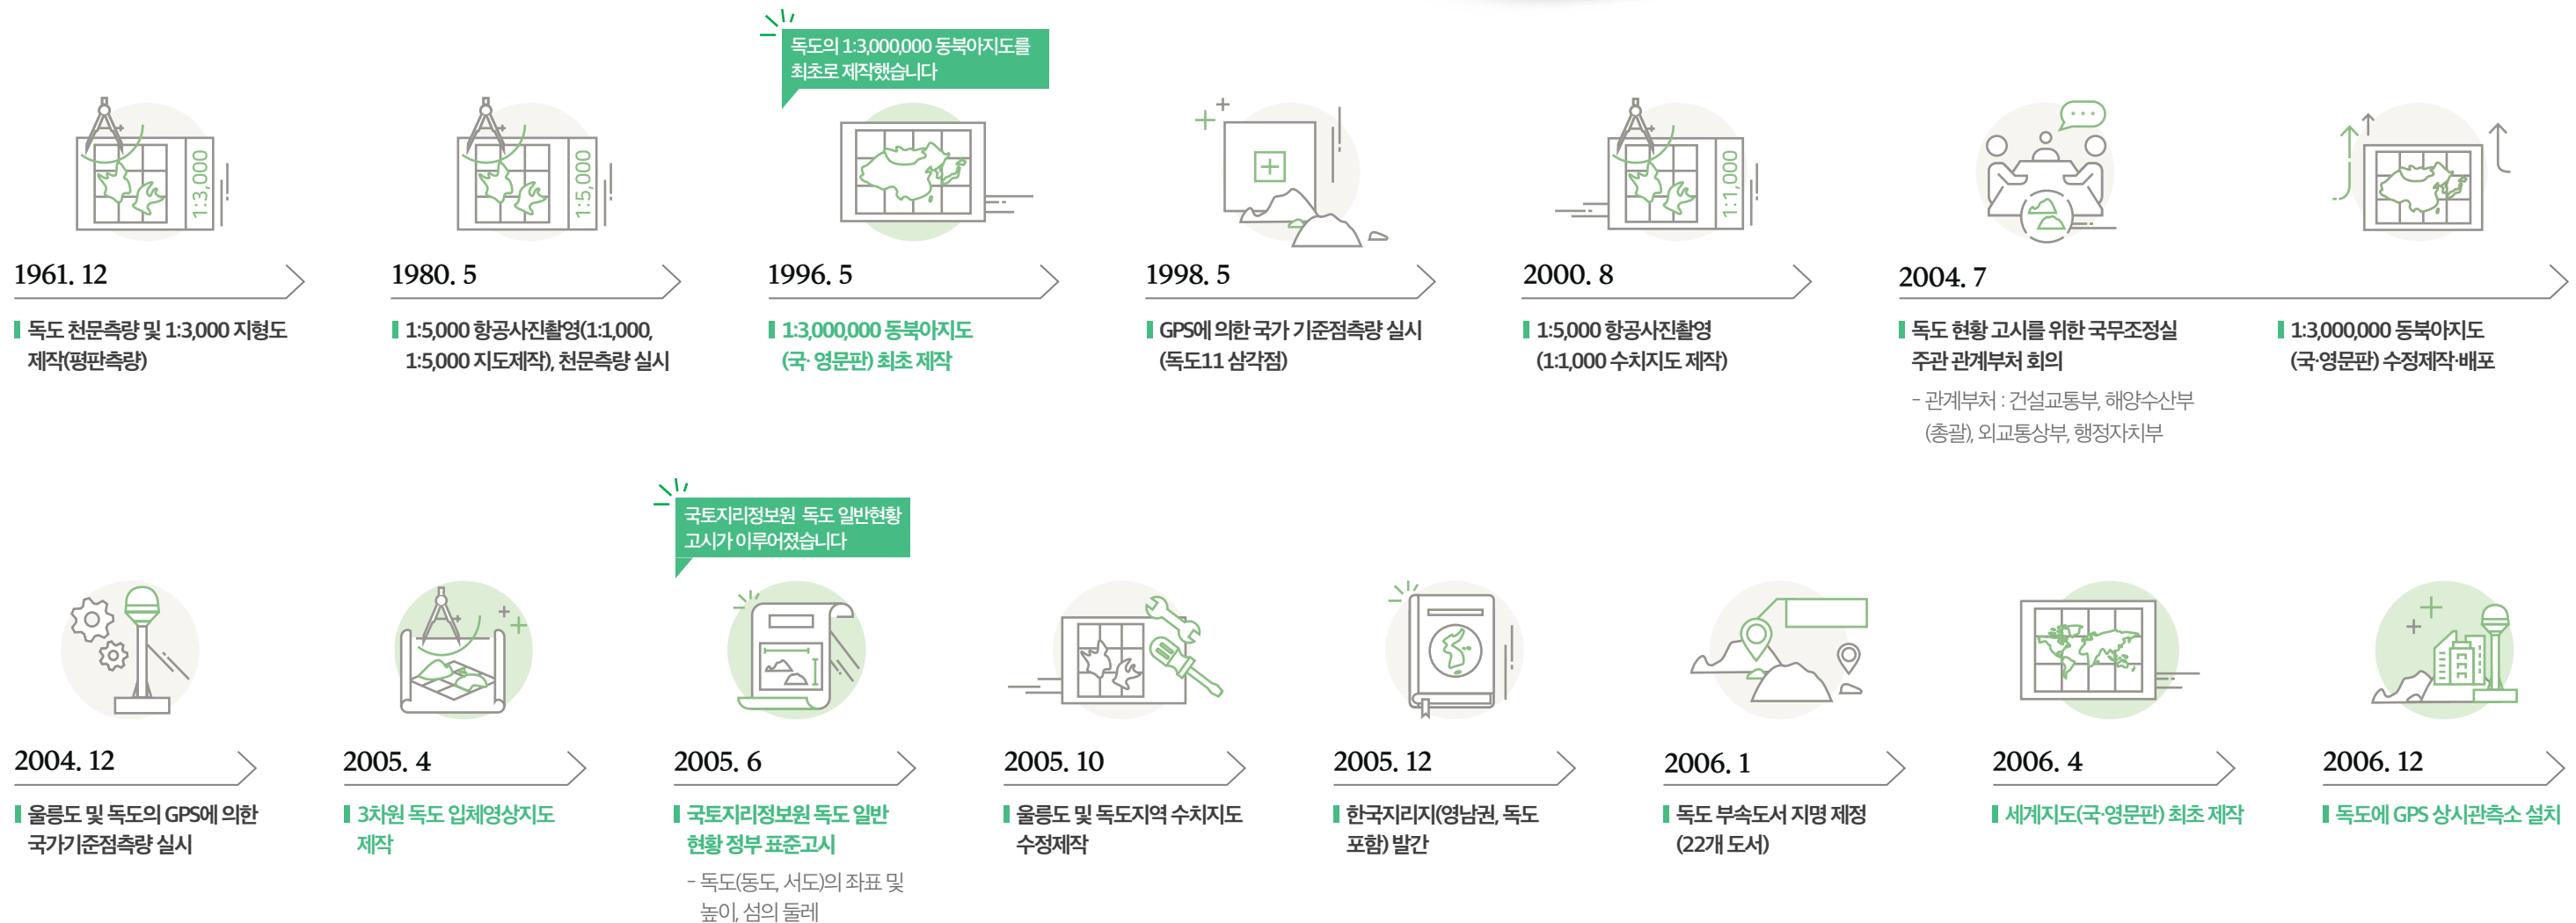 독도의 1:3,000,000 동북아지도를
최초로 제작했습니다
1:3,000
1:5,000
1:1,000
1961. 12
독도 천문측량 및 1:3,000 지형도
제작(평판측량)
1980. 5
1:5,000 항공사진촬영(1:1,000,
1:5,000 지도제작), 천문측량 실시
1996. 5
1:3,000,000 동북아지도
(국· 영문판) 최초 제작
1998. 5
GPS에 의한 국가 기준점측량 실시
(독도11 삼각점)
2000. 8
1:5,000 항공사진촬영
(1:1,000 수치지도 제작)
2004. 7
독도 현황 고시를 위한 국무조정실
주관 관계부처 회의
- 관계부처 : 건설교통부, 해양수산부
(총괄), 외교통상부, 행정자치부
1:3,000,000 동북아지도
(국·영문판) 수정제작·배포
국토지리정보원 독도 일반현황
고시가 이루어졌습니다
2004. 12
울릉도 및 독도의 GPS에 의한
국가기준점측량 실시
2005. 4
3차원 독도 입체영상지도
제작
2005. 6
국토지리정보원 독도 일반
현황 정부 표준고시
- 독도(동도, 서도)의 좌표 및
높이, 섬의 둘레
2005. 10
울릉도 및 독도지역 수치지도
수정제작
2005. 12
한국지리지(영남권, 독도
포함) 발간
2006. 1
독도 부속도서 지명 제정
(22개 도서)
2006. 4
세계지도(국·영문판) 최초 제작
2006. 12
독도에 GPS 상시관측소 설치